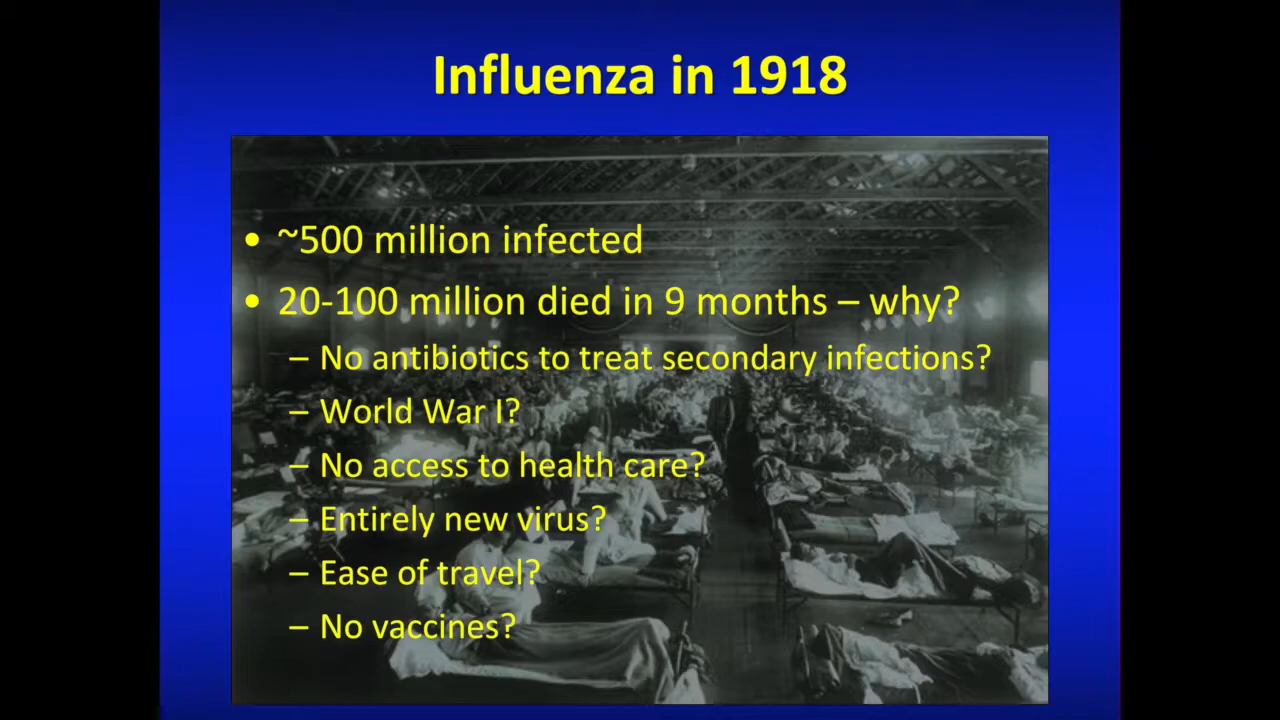 Influenza in 1918
• ~500 million infected
• 20-100 million died in 9 months – why?
– No antibiotics to treat secondary infections?
– World War I?
– No access to health care?
– Entirely new virus?
– Ease of travel?
– No vaccines?